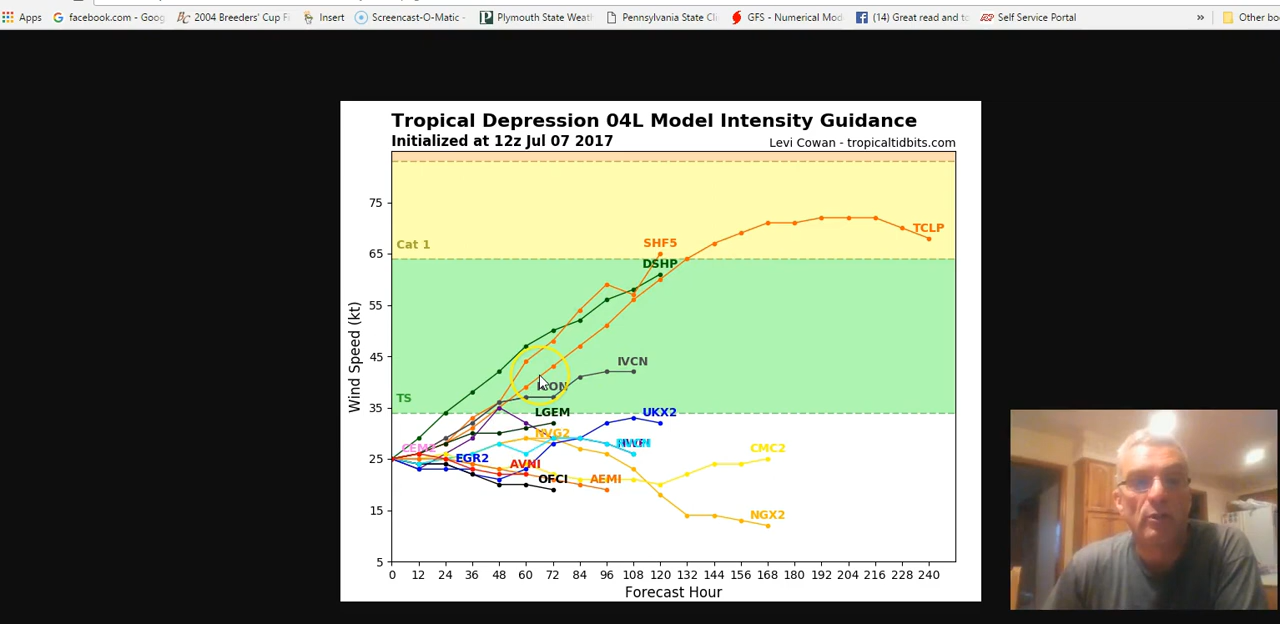 Apps facebook.com - Goog 2004 Breeders' Cup Fi Insert Screencast-O-Matic - Plymouth State Weat Pennsylvania State Cl GFS - Numerical Mod (14) Great read and to Self Service Portal » Other bo
Tropical Depression 04L Model Intensity Guidance
Initialized at 12z Jul 07 2017
Levi Cowan - tropicaltidbits.com
75
TCLP
SHF5
Cat 1
65
DSHP
55
Wind Speed (kt)
45
IVCN
TS
35
LGEM
UKX2
NVG2
CMC2
EGR2
AVNI
25
OFCI
AEMI
15
NGX2
5
0 12 24 36 48 60 72 84 96 108 120 132 144 156 168 180 192 204 216 228 240
Forecast Hour